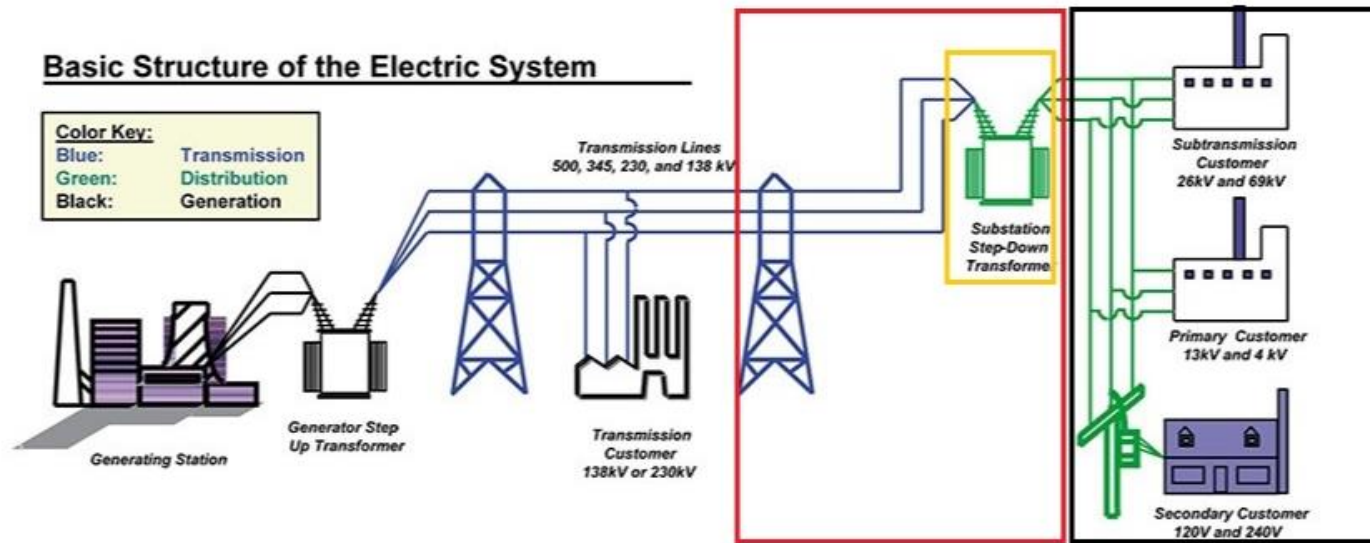 Basic Structure of the Electric System
Color Key:
Blue: Transmission
Green: Distribution
Black: Generation
Transmission Lines
500, 345, 230, and 138 kV
Substation
Step-Down
Transformer
Subtransmission
Customer
26kV and 69kV
Primary Customer
13kV and 4 kV
Generating Station
Generator Step
Up Transformer
Transmission
Customer
138kV or 230kV
Secondary Customer
120V and 240V